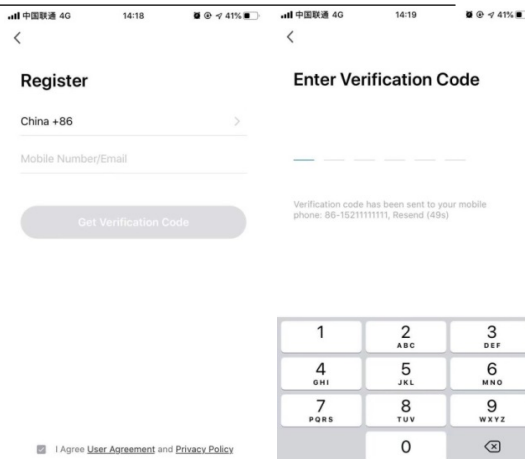 中国联通 4G 14:18 41%
Register
China +86
Mobile Number/Email
Get Verification Code
I Agree User Agreement and Privacy Policy
中国联通 4G 14:19 41%
Enter Verification Code
Verification code has been sent to your mobile
phone: 86-15211111111, Resend (49s)
1 2 3
ABC DEF
4 5 6
GHI JKL MNO
7 8 9
PQRS TUV WXYZ
0